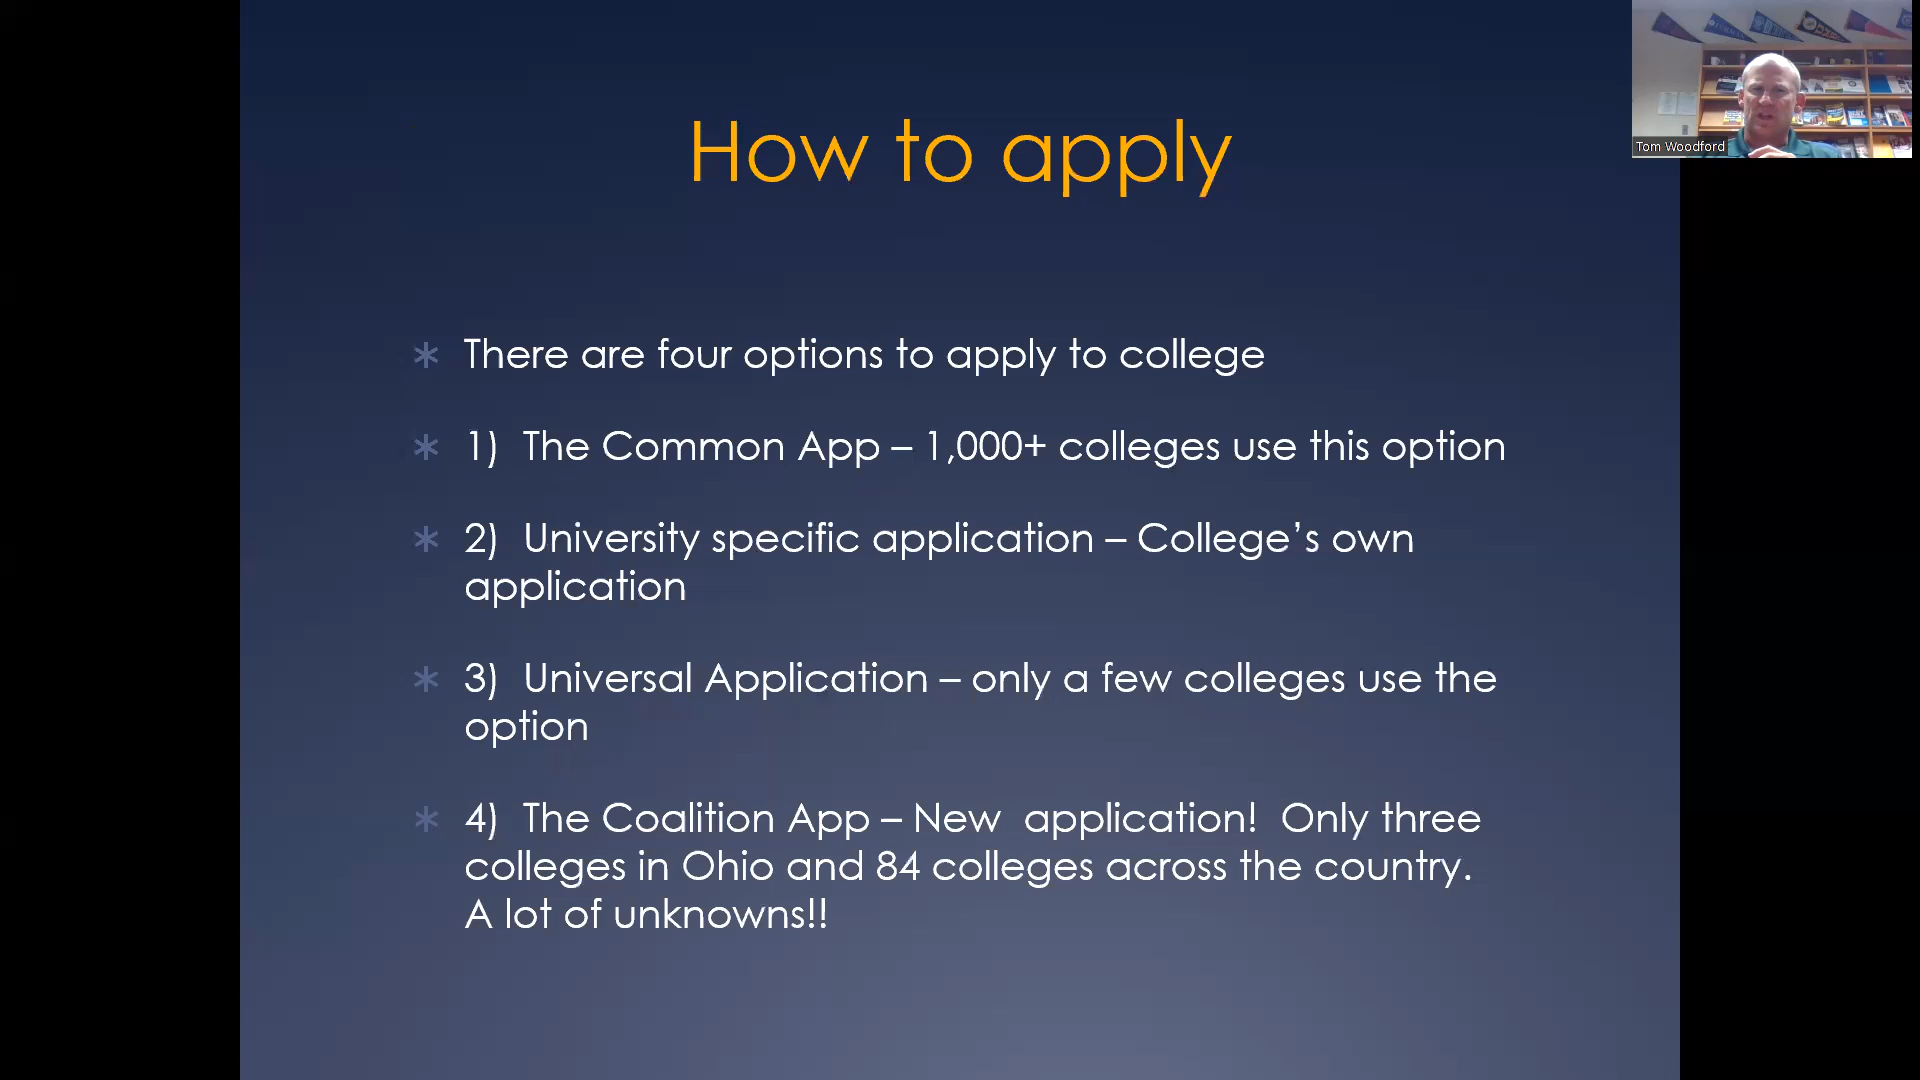 How to apply
Tom Woodford
* There are four options to apply to college
* 1) The Common App – 1,000+ colleges use this option
* 2) University specific application – College’s own
application
* 3) Universal Application – only a few colleges use the
option
* 4) The Coalition App – New application! Only three
colleges in Ohio and 84 colleges across the country.
A lot of unknowns!!